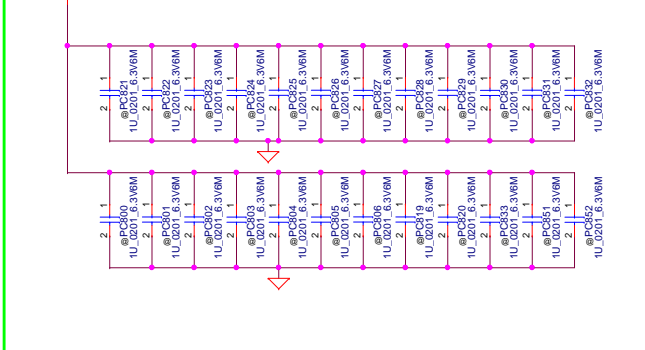 1 2 @PC821 1U_0201_6.3V6M
1 2 @PC822 1U_0201_6.3V6M
1 2 @PC823 1U_0201_6.3V6M
1 2 @PC824 1U_0201_6.3V6M
1 2 @PC825 1U_0201_6.3V6M
1 2 @PC826 1U_0201_6.3V6M
1 2 @PC827 1U_0201_6.3V6M
1 2 @PC828 1U_0201_6.3V6M
1 2 @PC829 1U_0201_6.3V6M
1 2 @PC830 1U_0201_6.3V6M
1 2 @PC831 1U_0201_6.3V6M
1 2 @PC832 1U_0201_6.3V6M
1 2 @PC800 1U_0201_6.3V6M
1 2 @PC801 1U_0201_6.3V6M
1 2 @PC802 1U_0201_6.3V6M
1 2 @PC803 1U_0201_6.3V6M
1 2 @PC804 1U_0201_6.3V6M
1 2 @PC805 1U_0201_6.3V6M
1 2 @PC806 1U_0201_6.3V6M
1 2 @PC819 1U_0201_6.3V6M
1 2 @PC820 1U_0201_6.3V6M
1 2 @PC833 1U_0201_6.3V6M
1 2 @PC851 1U_0201_6.3V6M
1 2 @PC852 1U_0201_6.3V6M